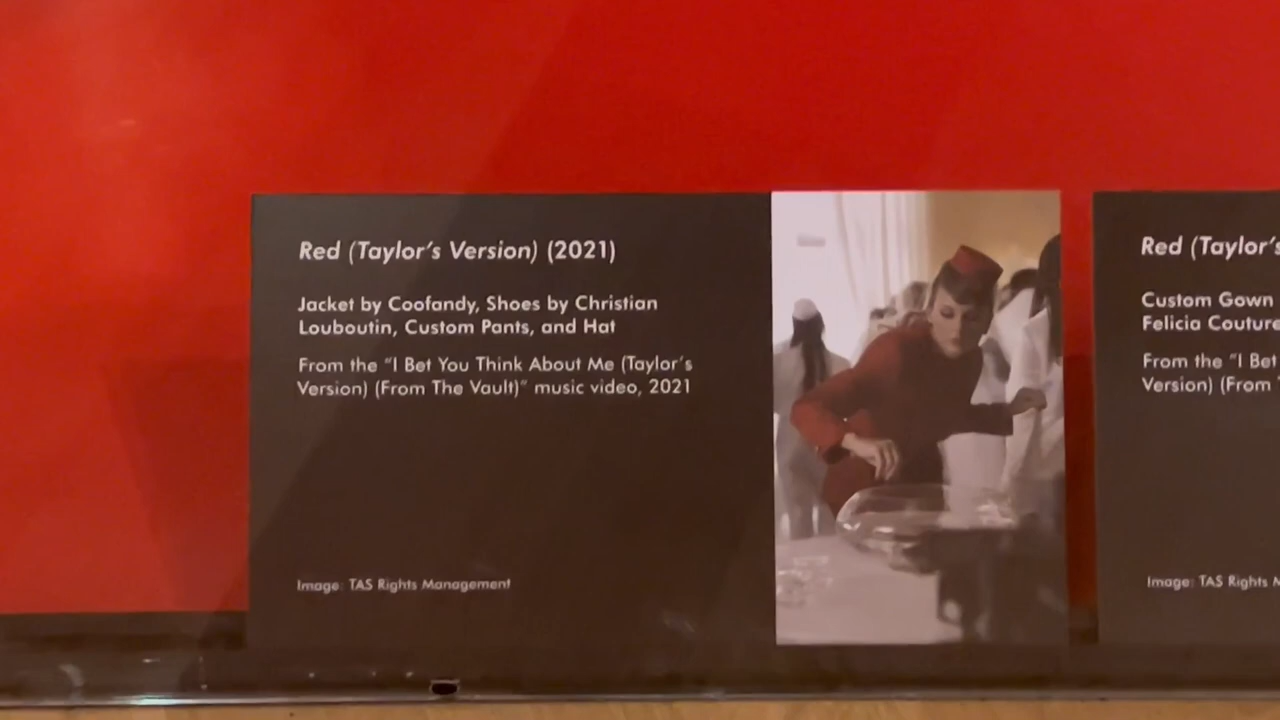 Red (Taylor's Version) (2021)
Jacket by Coofandy, Shoes by Christian
Louboutin, Custom Pants, and Hat
From the "I Bet You Think About Me (Taylor's
Version) (From The Vault)" music video, 2021
Image: TAS Rights Management
Red (Taylor's
Custom Gown
Felicia Couture
From the "I Bet
Version) (From
Image: TAS Rights